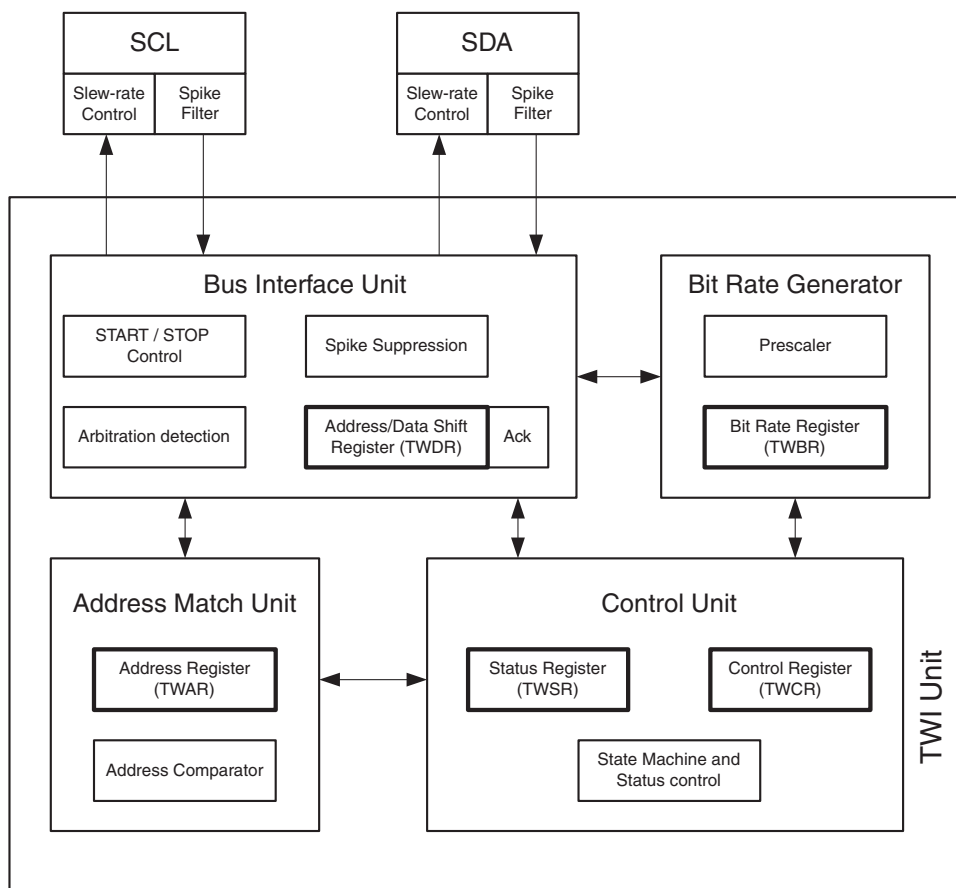 SCL
Slew-rate
Control
Spike
Filter
SDA
Slew-rate
Control
Spike
Filter
Bus Interface Unit
START / STOP
Control
Spike Suppression
Arbitration detection
Address/Data Shift
Register (TWDR)
Ack
Bit Rate Generator
Prescaler
Bit Rate Register
(TWBR)
Address Match Unit
Address Register
(TWAR)
Address Comparator
Control Unit
Status Register
(TWSR)
Control Register
(TWCR)
State Machine and
Status control
TWI Unit